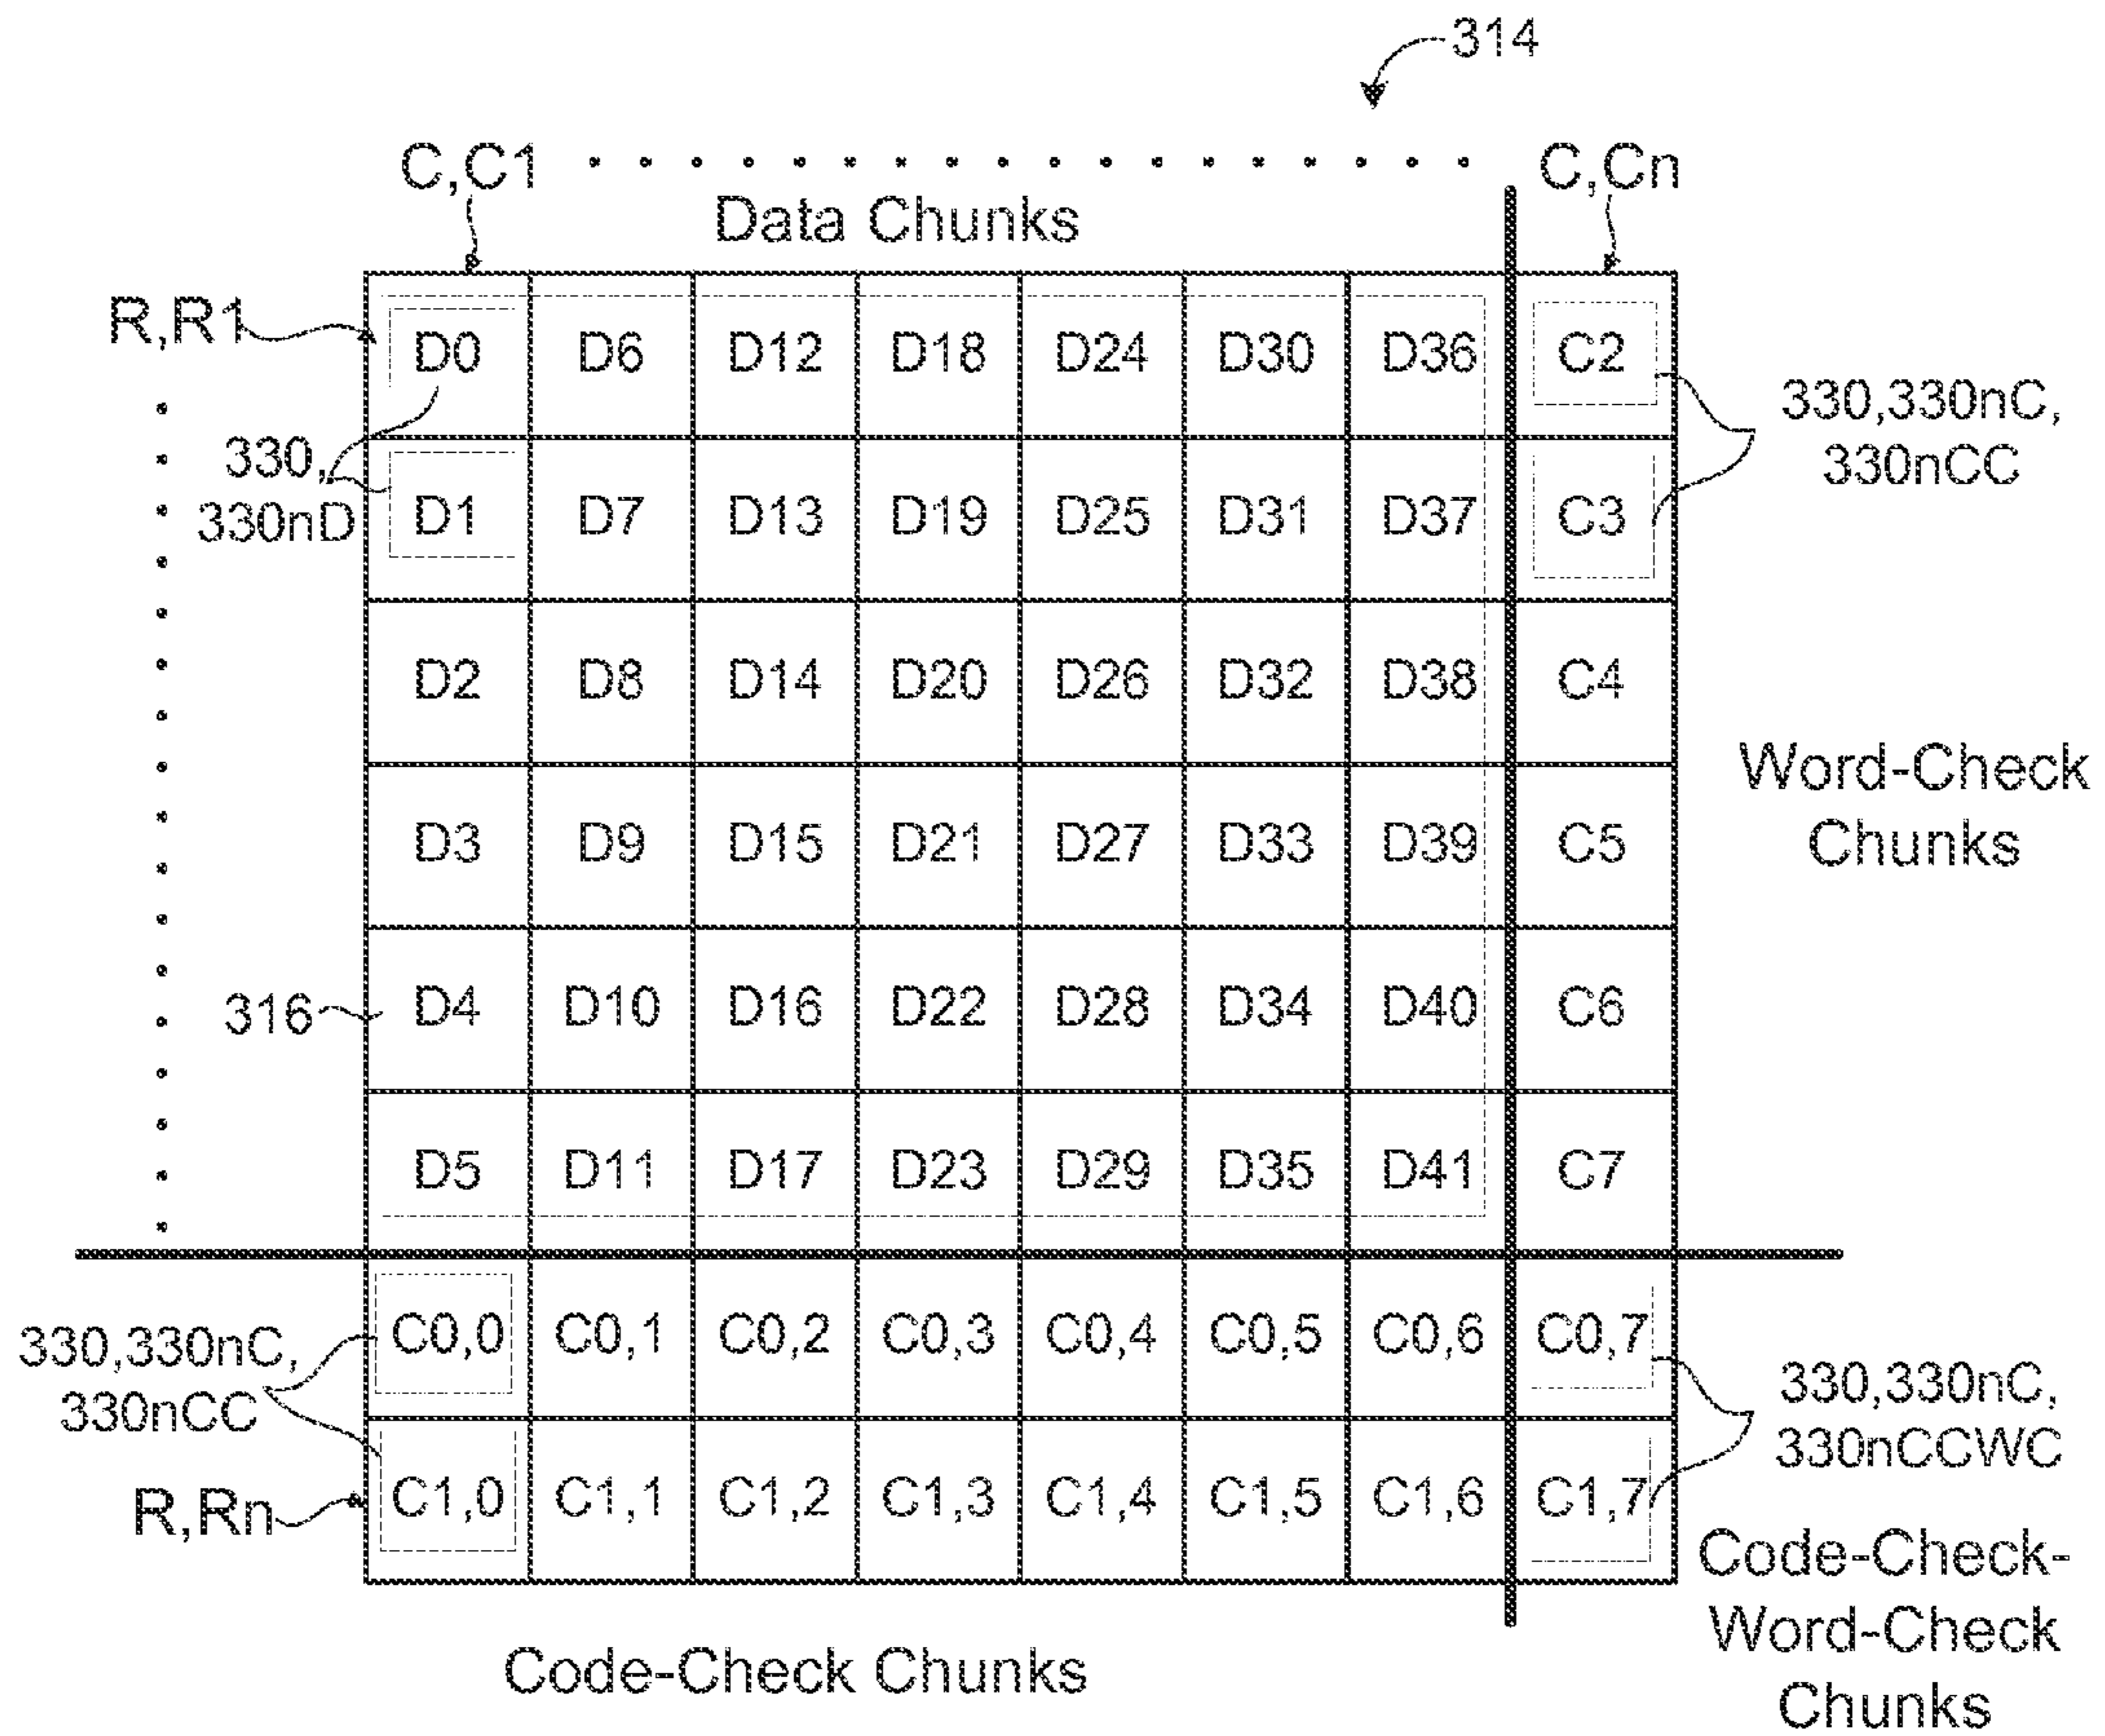 314
C,C1 C,Cn
Data Chunks
R,R1 D0 D6 D12 D18 D24 D30 D36 C2
330,330nC,
330nCC
330,
330nD D1 D7 D13 D19 D25 D31 D37 C3
D2 D8 D14 D20 D26 D32 D38 C4
Word-Check
Chunks
D3 D9 D15 D21 D27 D33 D39 C5
316 D4 D10 D16 D22 D28 D34 D40 C6
D5 D11 D17 D23 D29 D35 D41 C7
330,330nC,
330nCC
C0,0 C0,1 C0,2 C0,3 C0,4 C0,5 C0,6 C0,7
330,330nC,
330nCCWC
R,Rn C1,0 C1,1 C1,2 C1,3 C1,4 C1,5 C1,6 C1,7
Code-Check-
Word-Check
Chunks
Code-Check Chunks